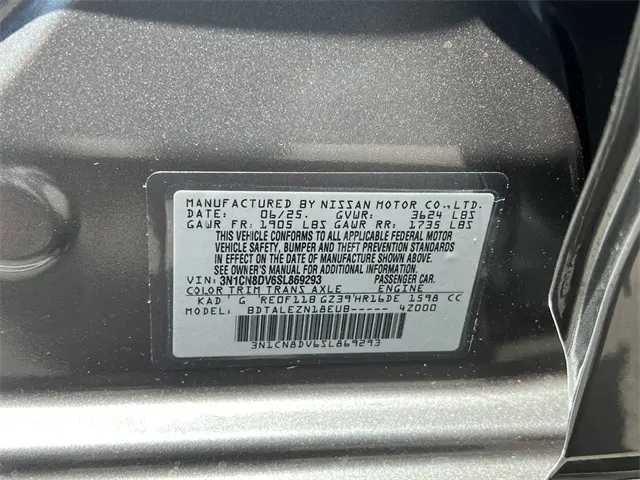 MANUFACTURED BY NISSAN MOTOR CO.,LTD.
DATE: 06/25. GVWR: 3624 LBS
GAWR FR: 1905 LBS GAWR RR: 1735 LBS
THIS VEHICLE CONFORMS TO ALL APPLICABLE FEDERAL MOTOR
VEHICLE SAFETY, BUMPER AND THEFT PREVENTION STANDARDS
IN EFFECT ON THE DATE OF MANUFACTURE SHOWN ABOVE.
SEE OWNER'S MANUAL FOR ADDITIONAL INFORMATION.
VIN: 3N1CN8DV6SL869293 PASSENGER CAR.
COLOR TRIM TRANS AXLE ENGINE
KAD G RE0F11B GZ39 HR16DE 1598 CC
MODEL: BDTALEZN18EUB----- 4Z000
3N1CN8DV6SL869293